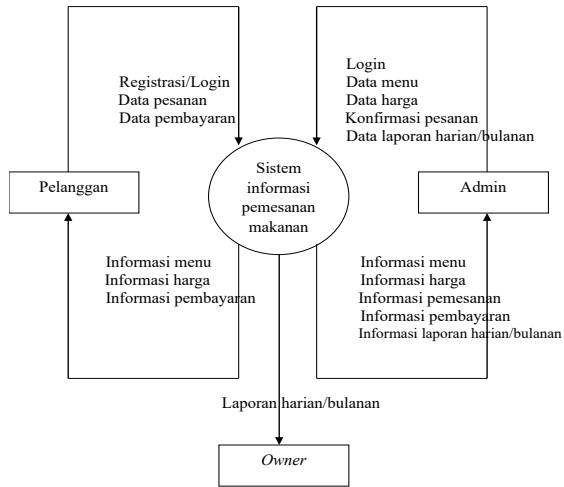 Registrasi/Login
Data pesanan
Data pembayaran
Login
Data menu
Data harga
Konfirmasi pesanan
Data laporan harian/bulanan
Pelanggan
Sistem
informasi
pemesanan
makanan
Admin
Informasi menu
Informasi harga
Informasi pembayaran
Informasi menu
Informasi harga
Informasi pemesanan
Informasi pembayaran
Informasi laporan harian/bulanan
Laporan harian/bulanan
Owner